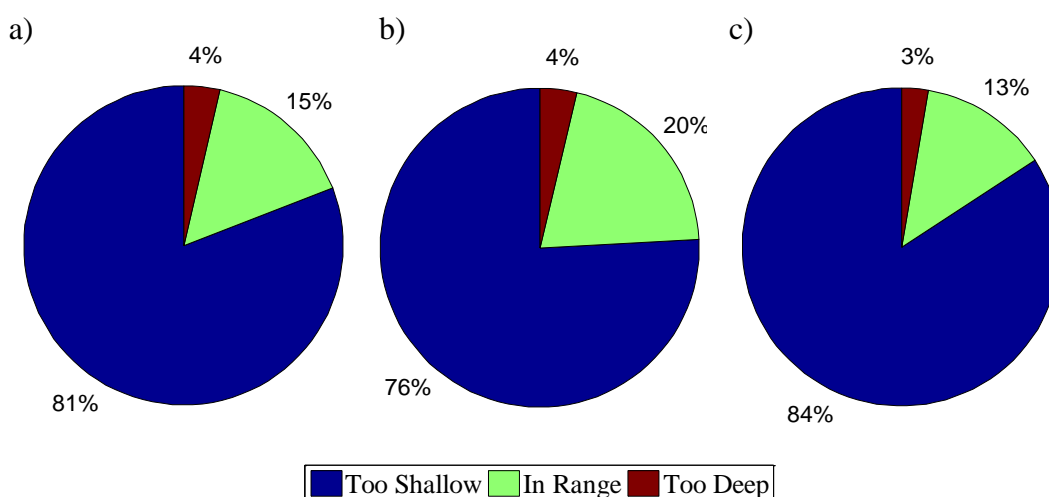 a)
b)
c)
4%
4%
3%
15%
20%
13%
81%
76%
84%
Too Shallow
In Range
Too Deep